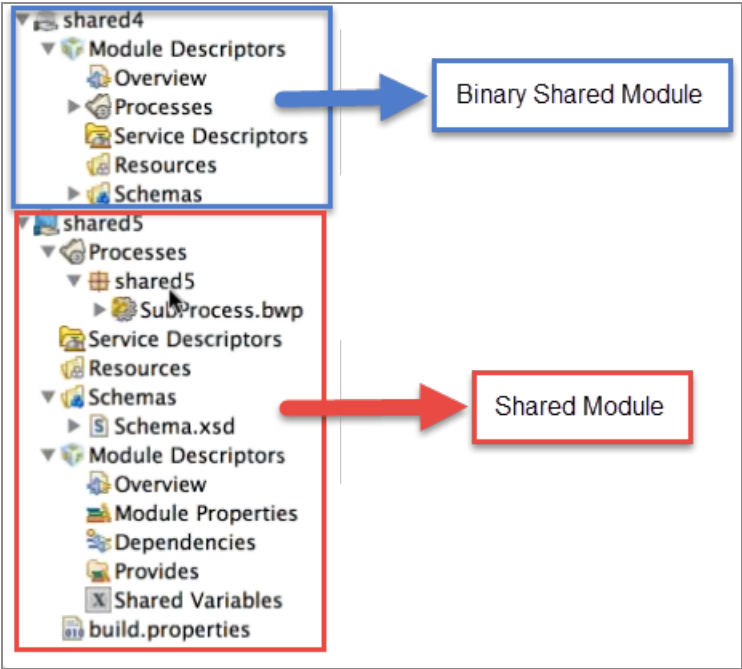 shared4
Module Descriptors
Overview
Processes
Service Descriptors
Resources
Schemas
Binary Shared Module
shared5
Processes
shared5
SubProcess.bwp
Service Descriptors
Resources
Schemas
Schema.xsd
Module Descriptors
Overview
Module Properties
Dependencies
Provides
Shared Variables
build.properties
Shared Module